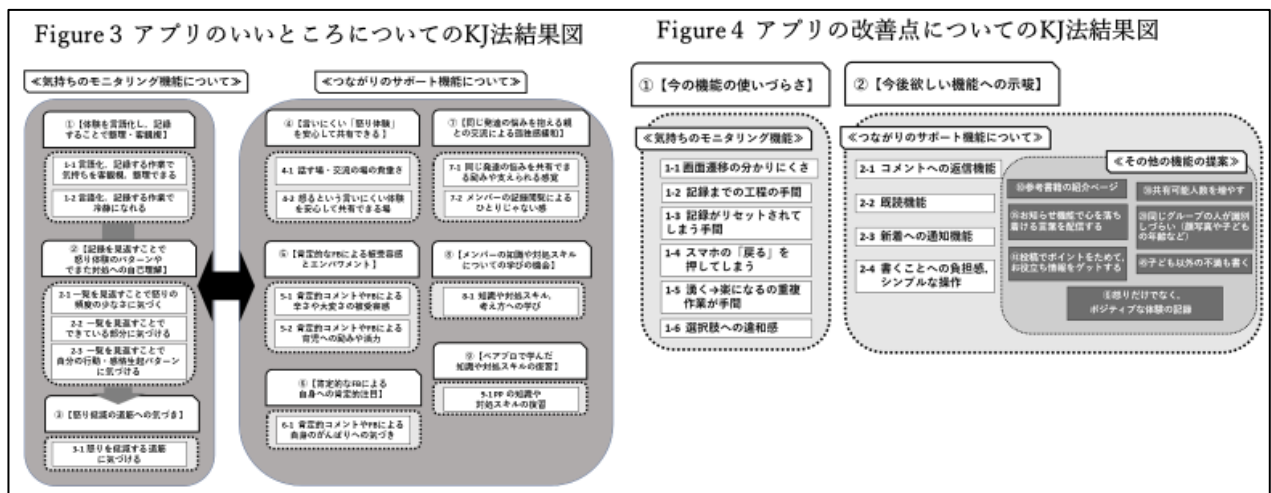 Figure 3 アプリのいいところについてのKJ法結果図
≪気持ちのモニタリング機能について≫
≪つながりのサポート機能について≫
①【体験を言語化し、記録
することで整理・客観視】
1-1 言語化、記録する作業で
気持ちを客観視、整理できる
1-2 言語化、記録する作業で
冷静になれる
②【記録を見返すことで
怒り体験のパターンや
できた対処への自己理解】
2-1 一覧を見返すことで怒りの
頻度の少なさに気づく
2-2 一覧を見返すことで
できている部分に気づける
2-3 一覧を見返すことで
自分の行動・感情生起パターン
に気づける
③【怒り低減の道筋への気づき】
3-1 怒りを低減する道筋
に気づける
④【言いにくい「怒り体験」
を安心して共有できる】
4-1 話す場・交流の場の貴重さ
4-2 怒るという言いにくい体験
を安心して共有できる場
⑤【肯定的なFBによる被受容感
とエンパワメント】
5-1 肯定的コメントやFBによる
辛さや大変さの被受容感
5-2 肯定的コメントやFBによる
育児への励みや活力
⑥【肯定的なFBによる
自身への肯定的注目】
6-1 肯定的コメントやFBによる
自身のがんばりへの気づき
⑦【同じ発達の悩みを抱える親
との交流による孤独感緩和】
7-1 同じ発達の悩みを共有でき
る励みや支えられる感覚
7-2 メンバーの記録閲覧による
ひとりじゃない感
⑧【メンバーの知識や対処スキル
についての学びの機会】
8-1 知識や対処スキル、
考え方への学び
⑨【ペアプロで学んだ
知識や対処スキルの復習】
9-1 PPの知識や
対処スキルの復習
Figure 4 アプリの改善点についてのKJ法結果図
①【今の機能の使いづらさ】
≪気持ちのモニタリング機能≫
1-1 画面遷移の分かりにくさ
1-2 記録までの工程の手間
1-3 記録がリセットされて
しまう手間
1-4 スマホの「戻る」を
押してしまう
1-5 湧く→楽になるの重複
作業が手間
1-6 選択肢への違和感
②【今後欲しい機能への示唆】
≪つながりのサポート機能について≫
2-1 コメントへの返信機能
2-2 既読機能
2-3 新着への通知機能
2-4 書くことへの負担感、
シンプルな操作
≪その他の機能の提案≫
参考書籍の紹介ページ
お知らせ機能で心を落ち
着ける言葉を配信する
投稿でポイントをためて、
お役立ち情報をゲットする
共有可能人数を増やす
同じグループの人が識別
しづらい（顔写真や子ども
の年齢など）
子ども以外の不満も書く
怒りだけでなく、
ポジティブな体験の記録